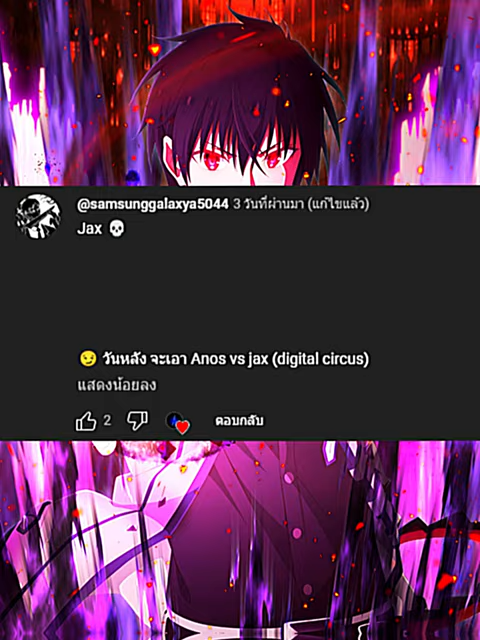 @samsunggalaxya5044 3 วันที่ผ่านมา (แก้ไขแล้ว)
Jax 💀
😏 วันหลัง จะเอา Anos vs jax (digital circus)
แสดงน้อยลง
2
ตอบกลับ